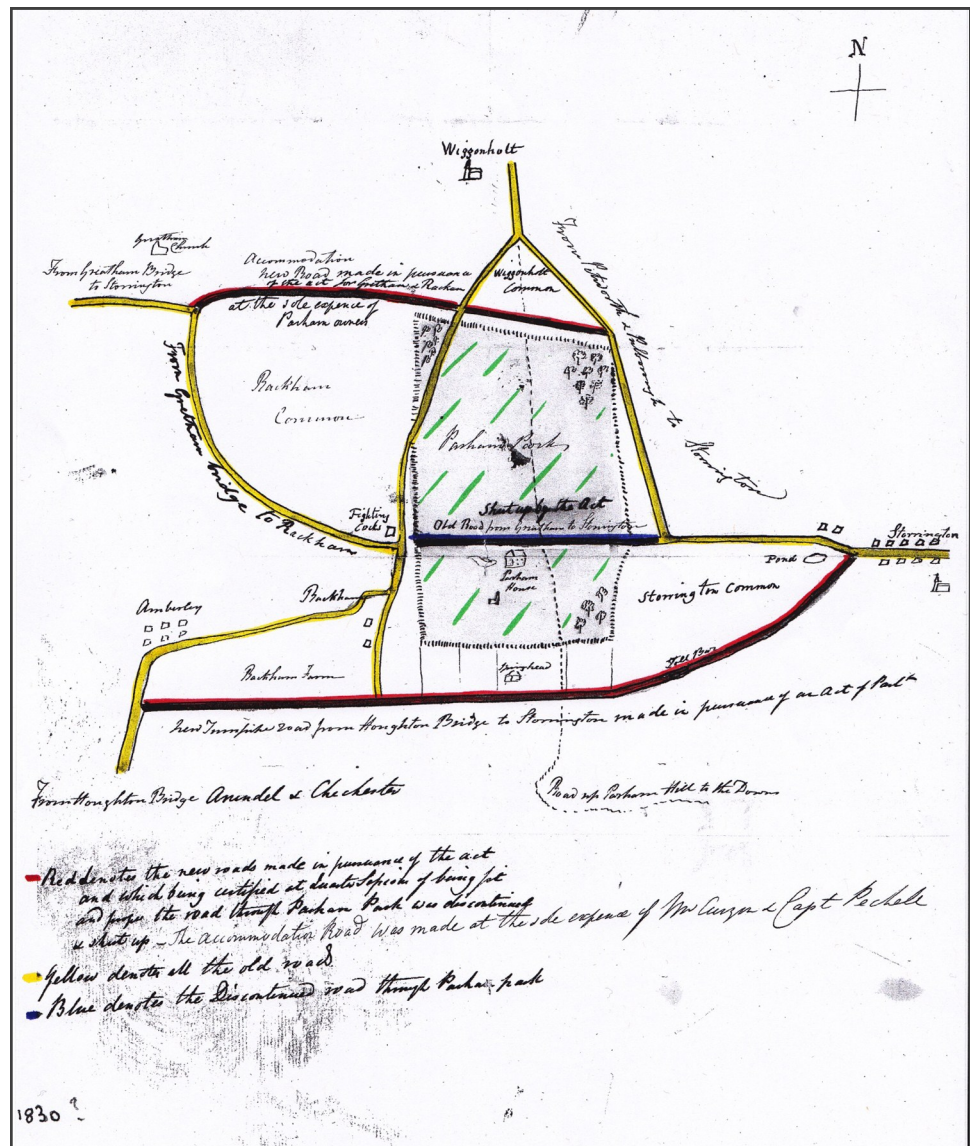 N
Wiggonholt
Greatham
Church
From Greatham Bridge
to Storrington
Accommodation
new Road made in pursuance
of the act for Gretham & Racham
at the sole expence of
Parham owners
Wiggonholt
Common
From Petworth & Pulborough to Storrington
Rackham
Common
From Gretham bridge to Rackham
Parham Park
Shut up by the Act
Old Road from Greatham to Storrington
Fighting
Cocks
Parham
House
Pond
Storrington
Storrington Common
Rackham
Amberley
Rackham Farm
Springhead
Toll Bar
New Turnpike road from Houghton Bridge to Storrington made in pursuance of an Act of Parlt
From Houghton Bridge Arundel & Chichester
Road up Parham Hill to the Downs
Red denotes the new roads made in pursuance of the act
and which being certified at Quarter Sessions of being fit
and proper the road through Parham Park was discontinued
& shut up - The Accommodation Road was made at the sole expence of Mr Curzon & Capt Pechell
Yellow denotes all the old roads
Blue denotes the Discontinued road through Parham park
1830 ?